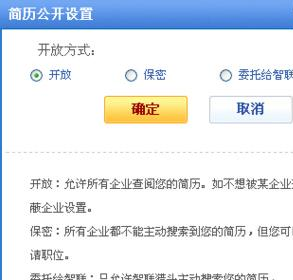 简历公开设置
开放方式：
开放 保密 委托给智联
确定 取消
开放：允许所有企业查阅您的简历。如不想被某企业
蔽企业设置。
保密：所有企业都不能主动搜索到您的简历，但您可
请职位。
委托给智联：只允许智联猎头主动搜索您的简历。